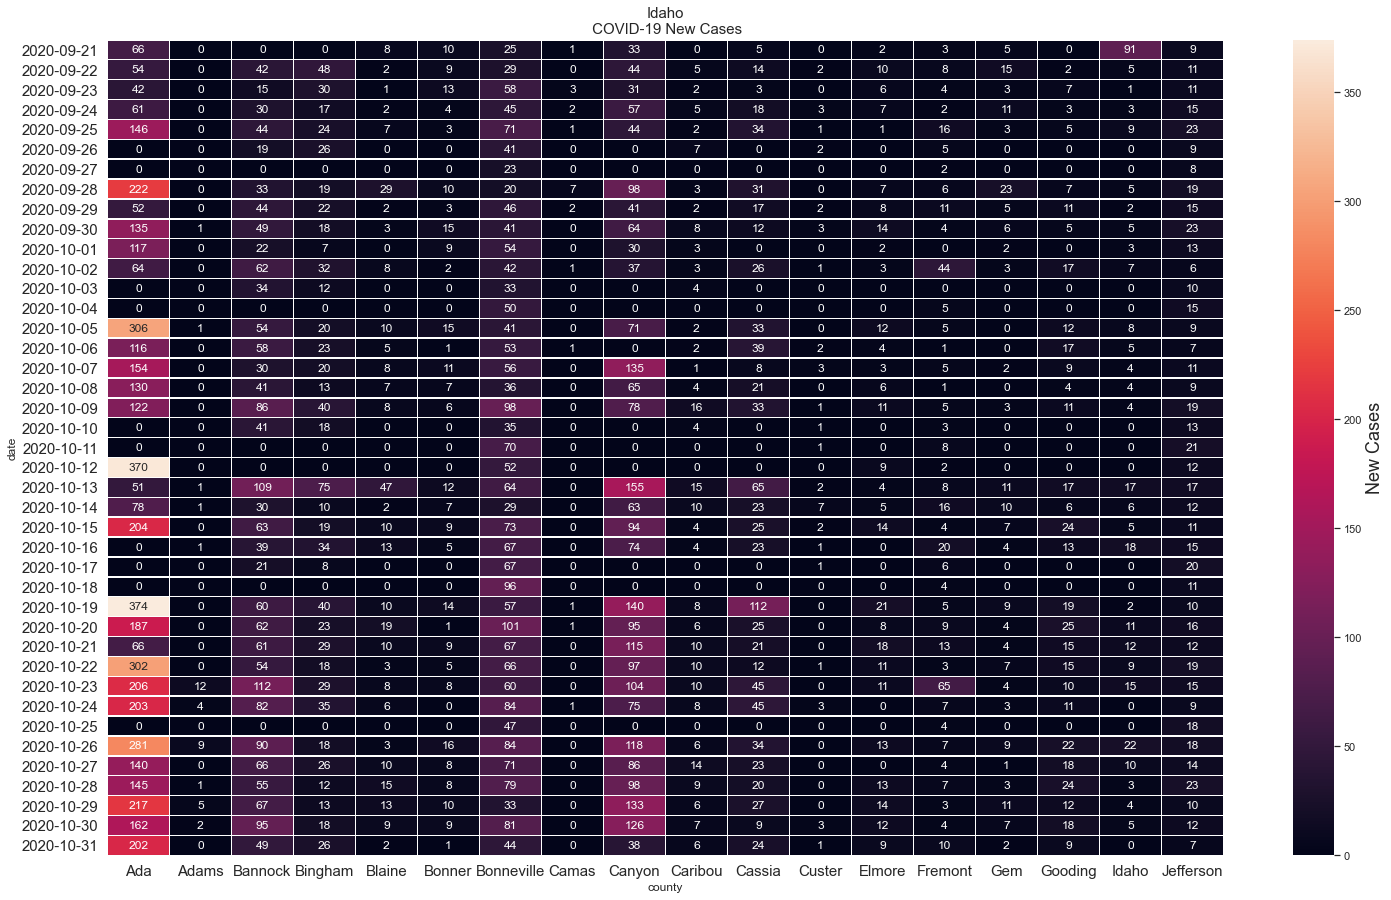 Idaho
COVID-19 New Cases
2020-09-21 66 0 0 0 8 10 25 1 33 0 5 0 2 3 5 0 91 9
2020-09-22 54 0 42 48 2 9 29 0 44 5 14 2 10 8 15 2 5 11
2020-09-23 42 0 15 30 1 13 58 3 31 2 3 0 6 4 3 7 1 11
2020-09-24 61 0 30 17 2 4 45 2 57 5 18 3 7 2 11 3 3 15
2020-09-25 146 0 44 24 7 3 71 1 44 2 34 1 1 16 3 5 9 23
2020-09-26 0 0 19 26 0 0 41 0 0 7 0 2 0 5 0 0 0 9
2020-09-27 0 0 0 0 0 0 23 0 0 0 0 0 0 2 0 0 0 8
2020-09-28 222 0 33 19 29 10 20 7 98 3 31 0 7 6 23 7 5 19
2020-09-29 52 0 44 22 2 3 46 2 41 2 17 2 8 11 5 11 2 15
2020-09-30 135 1 49 18 3 15 41 0 64 8 12 3 14 4 6 5 5 23
2020-10-01 117 0 22 7 0 9 54 0 30 3 0 0 2 0 2 0 3 13
2020-10-02 64 0 62 32 8 2 42 1 37 3 26 1 3 44 3 17 7 6
2020-10-03 0 0 34 12 0 0 33 0 0 4 0 0 0 0 0 0 0 10
2020-10-04 0 0 0 0 0 0 50 0 0 0 0 0 0 5 0 0 0 15
2020-10-05 306 1 54 20 10 15 41 0 71 2 33 0 12 5 0 12 8 9
2020-10-06 116 0 58 23 5 1 53 1 0 2 39 2 4 1 0 17 5 7
2020-10-07 154 0 30 20 8 11 56 0 135 1 8 3 3 5 2 9 4 11
2020-10-08 130 0 41 13 7 7 36 0 65 4 21 0 6 1 0 4 4 9
2020-10-09 122 0 86 40 8 6 98 0 78 16 33 1 11 5 3 11 4 19
2020-10-10 0 0 41 18 0 0 35 0 0 4 0 1 0 3 0 0 0 13
2020-10-11 0 0 0 0 0 0 70 0 0 0 0 1 0 8 0 0 0 21
2020-10-12 370 0 0 0 0 0 52 0 0 0 0 0 9 2 0 0 0 12
2020-10-13 51 1 109 75 47 12 64 0 155 15 65 2 4 8 11 17 17 17
2020-10-14 78 1 30 10 2 7 29 0 63 10 23 7 5 16 10 6 6 12
2020-10-15 204 0 63 19 10 9 73 0 94 4 25 2 14 4 7 24 5 11
2020-10-16 0 1 39 34 13 5 67 0 74 4 23 1 0 20 4 13 18 15
2020-10-17 0 0 21 8 0 0 67 0 0 0 0 1 0 6 0 0 0 20
2020-10-18 0 0 0 0 0 0 96 0 0 0 0 0 0 4 0 0 0 11
2020-10-19 374 0 60 40 10 14 57 1 140 8 112 0 21 5 9 19 2 10
2020-10-20 187 0 62 23 19 1 101 1 95 6 25 0 8 9 4 25 11 16
2020-10-21 66 0 61 29 10 9 67 0 115 10 21 0 18 13 4 15 12 12
2020-10-22 302 0 54 18 3 5 66 0 97 10 12 1 11 3 7 15 9 19
2020-10-23 206 12 112 29 8 8 60 0 104 10 45 0 11 65 4 10 15 15
2020-10-24 203 4 82 35 6 0 84 1 75 8 45 3 0 7 3 11 0 9
2020-10-25 0 0 0 0 0 0 47 0 0 0 0 0 0 4 0 0 0 18
2020-10-26 281 9 90 18 3 16 84 0 118 6 34 0 13 7 9 22 22 18
2020-10-27 140 0 66 26 10 8 71 0 86 14 23 0 0 4 1 18 10 14
2020-10-28 145 1 55 12 15 8 79 0 98 9 20 0 13 7 3 24 3 23
2020-10-29 217 5 67 13 13 10 33 0 133 6 27 0 14 3 11 12 4 10
2020-10-30 162 2 95 18 9 9 81 0 126 7 9 3 12 4 7 18 5 12
2020-10-31 202 0 49 26 2 1 44 0 38 6 24 1 9 10 2 9 0 7
Ada Adams Bannock Bingham Blaine Bonner Bonneville Camas Canyon Caribou Cassia Custer Elmore Fremont Gem Gooding Idaho Jefferson
county
date
350
300
250
200
150
100
50
0
New Cases